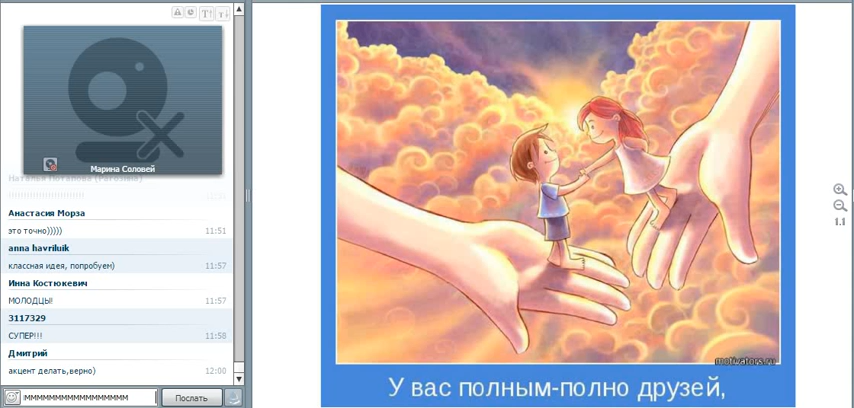 Марина Соловей
Анастасия Морза
это точно)))))
11:51
anna havriluik
классная идея, попробуем)
11:57
Инна Костюкевич
МОЛОДЦЫ!
11:57
3117329
СУПЕР!!!
11:58
Дмитрий
акцент делать,верно)
12:00
Послать
1.1
motivators.ru
У вас полным-полно друзей,